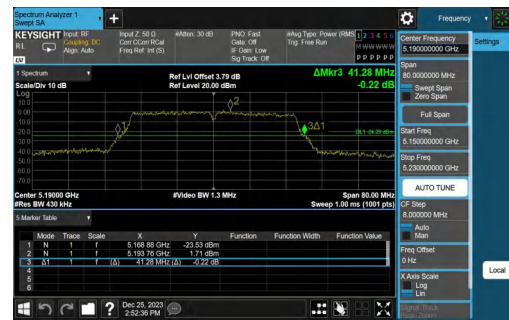 Spectrum Analyzer 1
Swept SA
+
Frequency
KEYSIGHT Input: RF
RL
Coupling: DC
Align: Auto
Input Z: 50 Ω
Corr CCorr RCal
Freq Ref: Int (S)
#Atten: 30 dB
PNO: Fast
Gate: Off
IF Gain: Low
Sig Track: Off
#Avg Type: Power (RMS)
Trig: Free Run
1 2 3 4 5 6
M W W W W W
P P P P P P
Center Frequency
5.190000000 GHz
Settings
Span
80.0000000 MHz
Swept Span
Zero Span
Full Span
Start Freq
5.150000000 GHz
Stop Freq
5.230000000 GHz
AUTO TUNE
CF Step
8.000000 MHz
Auto
Man
Freq Offset
0 Hz
X Axis Scale
Log
Lin
Signal Track
Local
LXI
1 Spectrum
Scale/Div 10 dB
Ref Lvl Offset 3.79 dB
Ref Level 20.00 dBm
ΔMkr3 41.28 MHz
-0.22 dB
Log
10.0
0.00
-10.0
-20.0
-30.0
-40.0
-50.0
-60.0
-70.0
1
2
3Δ1
DL1 -24.29 dBm
Center 5.19000 GHz
#Res BW 430 kHz
#Video BW 1.3 MHz
Span 80.00 MHz
Sweep 1.00 ms (1001 pts)
5 Marker Table
Mode Trace Scale X Y Function Function Width Function Value
1 N 1 f 5.168 88 GHz -23.53 dBm
2 N 1 f 5.193 76 GHz 1.71 dBm
3 Δ1 1 f (Δ) 41.28 MHz (Δ) -0.22 dB
4
5
6
?
Dec 25, 2023
2:52:36 PM